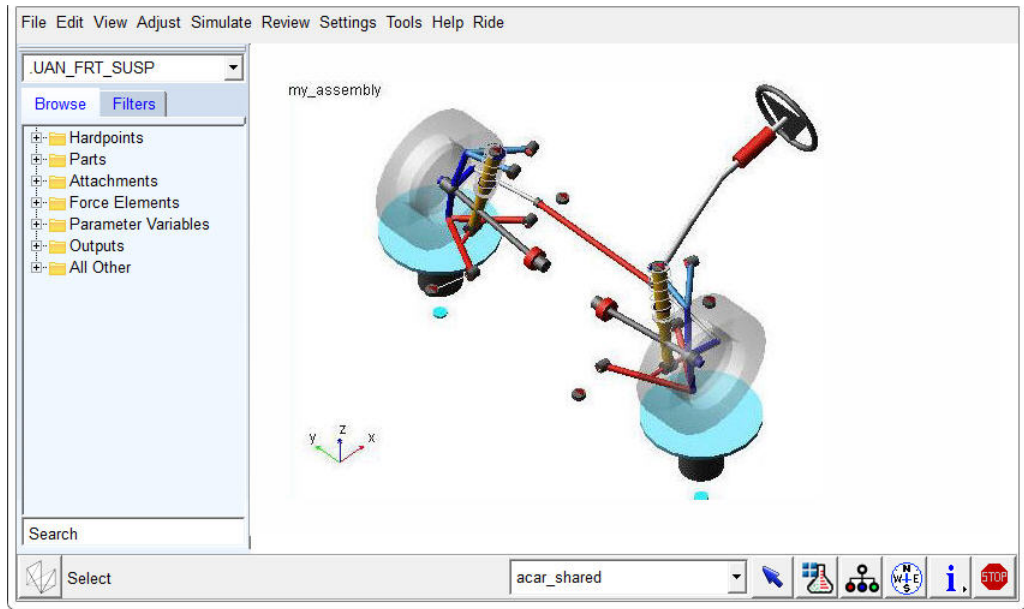 File Edit View Adjust Simulate Review Settings Tools Help Ride
.UAN_FRT_SUSP
Browse Filters
Hardpoints
Parts
Attachments
Force Elements
Parameter Variables
Outputs
All Other
my_assembly
y z x
Search
Select
acar_shared
N
W E
S
i
STOP